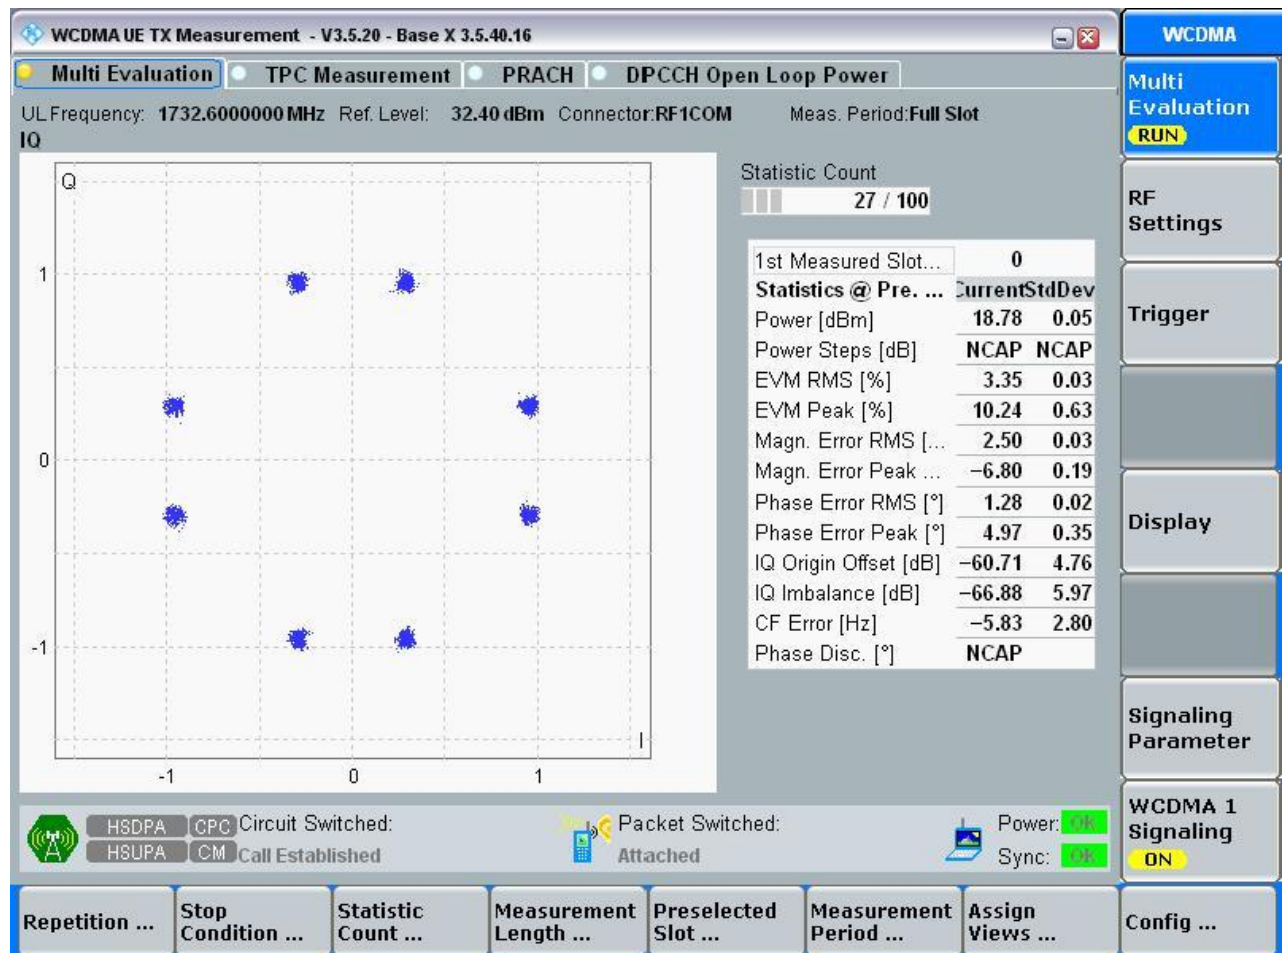 WCDMA UE TX Measurement - V3.5.20 - Base X 3.5.40.16
WCDMA
Multi Evaluation TPC Measurement PRACH DPCCH Open Loop Power
UL Frequency: 1732.6000000 MHz Ref. Level: 32.40 dBm Connector:RF1COM Meas. Period:Full Slot
IQ
Q
1
0
-1
I
-1 0 1
Statistic Count
27 / 100
1st Measured Slot... 0
Statistics @ Pre. ... Current StdDev
Power [dBm] 18.78 0.05
Power Steps [dB] NCAP NCAP
EVM RMS [%] 3.35 0.03
EVM Peak [%] 10.24 0.63
Magn. Error RMS [... 2.50 0.03
Magn. Error Peak ... −6.80 0.19
Phase Error RMS [°] 1.28 0.02
Phase Error Peak [°] 4.97 0.35
IQ Origin Offset [dB] −60.71 4.76
IQ Imbalance [dB] −66.88 5.97
CF Error [Hz] −5.83 2.80
Phase Disc. [°] NCAP
Multi
Evaluation
RUN
RF
Settings
Trigger
Display
Signaling
Parameter
WCDMA 1
Signaling
ON
HSDPA CPC Circuit Switched: Packet Switched: Power: Ok
HSUPA CM Call Established Attached Sync: Ok
Repetition ...
Stop
Condition ...
Statistic
Count ...
Measurement
Length ...
Preselected
Slot ...
Measurement
Period ...
Assign
Views ...
Config ...